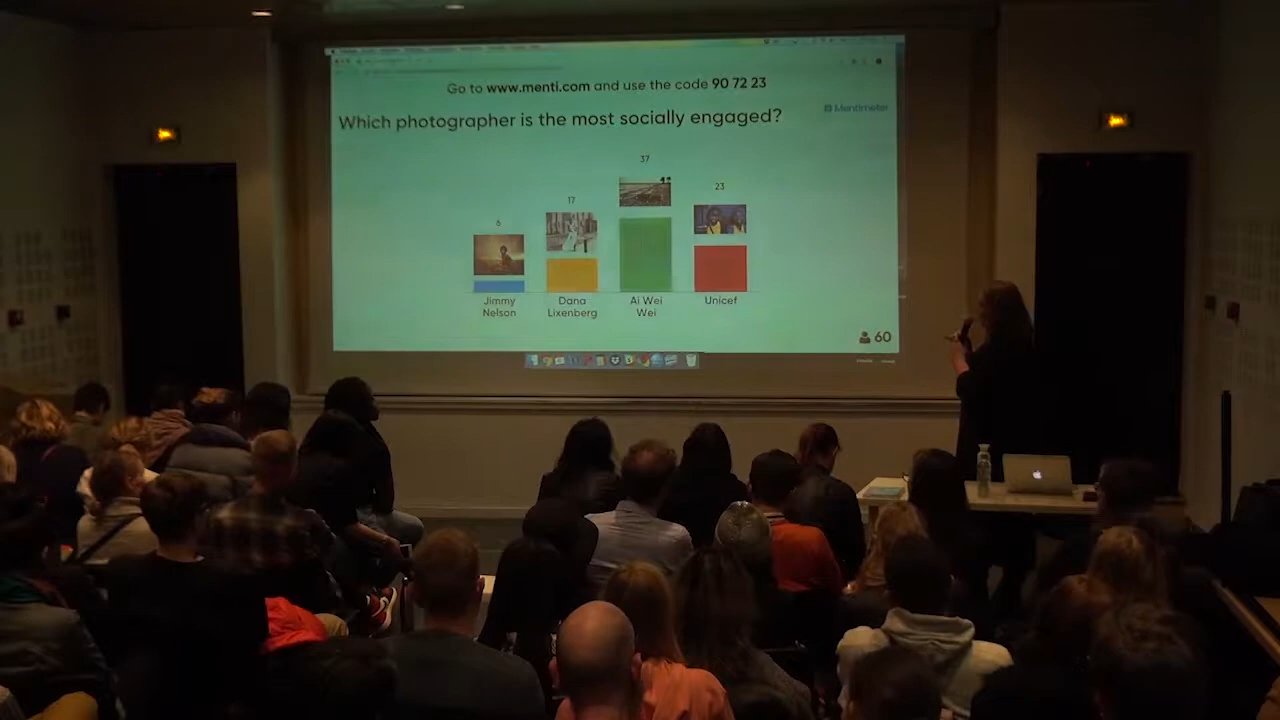 Go to www.menti.com and use the code 90 72 23
Mentimeter
Which photographer is the most socially engaged?
37
23
17
6
Jimmy
Nelson
Dana
Lixenberg
Ai Wei
Wei
Unicef
60